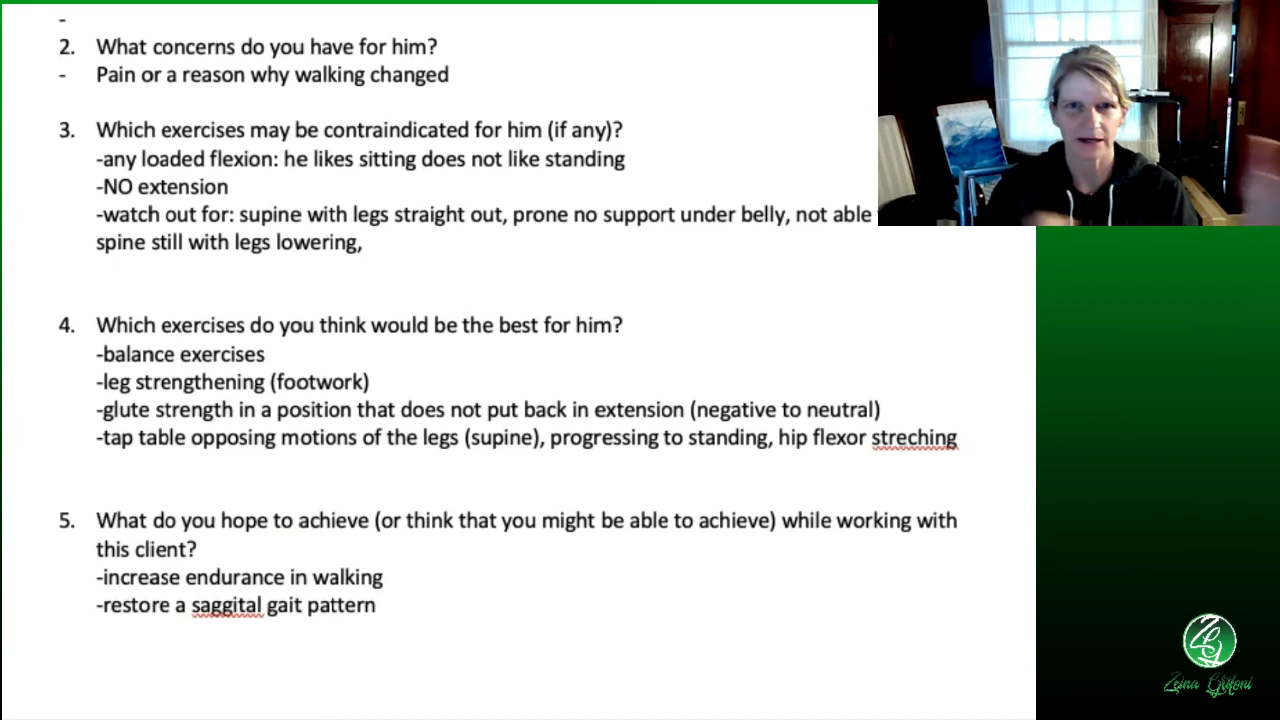 -
2. What concerns do you have for him?
- Pain or a reason why walking changed
3. Which exercises may be contraindicated for him (if any)?
-any loaded flexion: he likes sitting does not like standing
-NO extension
-watch out for: supine with legs straight out, prone no support under belly, not able
spine still with legs lowering,
4. Which exercises do you think would be the best for him?
-balance exercises
-leg strengthening (footwork)
-glute strength in a position that does not put back in extension (negative to neutral)
-tap table opposing motions of the legs (supine), progressing to standing, hip flexor streching
5. What do you hope to achieve (or think that you might be able to achieve) while working with
this client?
-increase endurance in walking
-restore a saggital gait pattern